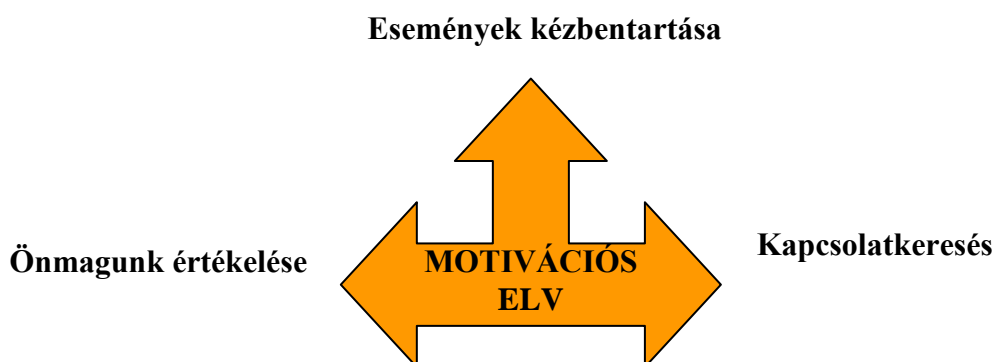 Események kézbentartása
Önmagunk értékelése
MOTIVÁCIÓS
ELV
Kapcsolatkeresés